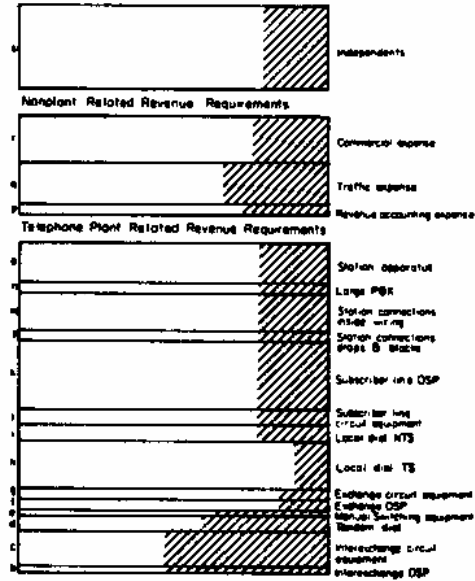 s
Independents
Nonplant Related Revenue Requirements
r
Commercial expense
q
Traffic expense
p
Revenue accounting expense
Telephone Plant Related Revenue Requirements
o
Station apparatus
n
Large PBX
m
Station connections
inside wiring
Station connections
drops & blocks
k
Subscriber line OSP
j
Subscriber line
circuit equipment
i
Local dial NTS
h
Local dial TS
g
Exchange circuit equipment
f
Exchange OSP
e
Manual Switching equipment
d
Tandem dial
c
Interexchange circuit
equipment
b
Interexchange OSP